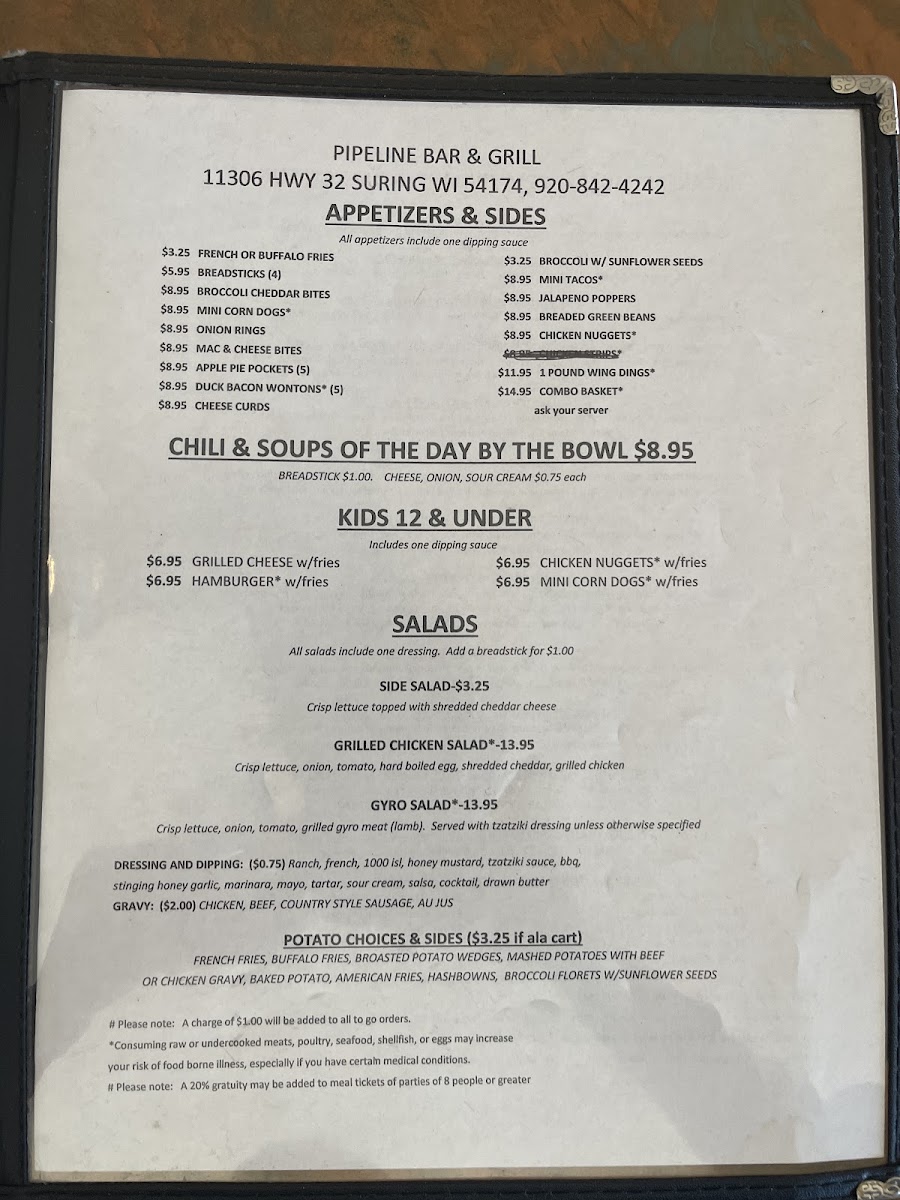 PIPELINE BAR & GRILL
11306 HWY 32 SURING WI 54174, 920-842-4242
APPETIZERS & SIDES
All appetizers include one dipping sauce
$3.25 FRENCH OR BUFFALO FRIES
$5.95 BREADSTICKS (4)
$8.95 BROCCOLI CHEDDAR BITES
$8.95 MINI CORN DOGS*
$8.95 ONION RINGS
$8.95 MAC & CHEESE BITES
$8.95 APPLE PIE POCKETS (5)
$8.95 DUCK BACON WONTONS* (5)
$8.95 CHEESE CURDS
$3.25 BROCCOLI W/ SUNFLOWER SEEDS
$8.95 MINI TACOS*
$8.95 JALAPENO POPPERS
$8.95 BREADED GREEN BEANS
$8.95 CHICKEN NUGGETS*
$8.95 CHICKEN STRIPS*
$11.95 1 POUND WING DINGS*
$14.95 COMBO BASKET*
ask your server
CHILI & SOUPS OF THE DAY BY THE BOWL $8.95
BREADSTICK $1.00. CHEESE, ONION, SOUR CREAM $0.75 each
KIDS 12 & UNDER
Includes one dipping sauce
$6.95 GRILLED CHEESE w/fries
$6.95 HAMBURGER* w/fries
$6.95 CHICKEN NUGGETS* w/fries
$6.95 MINI CORN DOGS* w/fries
SALADS
All salads include one dressing. Add a breadstick for $1.00
SIDE SALAD-$3.25
Crisp lettuce topped with shredded cheddar cheese
GRILLED CHICKEN SALAD*-13.95
Crisp lettuce, onion, tomato, hard boiled egg, shredded cheddar, grilled chicken
GYRO SALAD*-13.95
Crisp lettuce, onion, tomato, grilled gyro meat (lamb). Served with tzatziki dressing unless otherwise specified
DRESSING AND DIPPING: ($0.75) Ranch, french, 1000 isl, honey mustard, tzatziki sauce, bbq,
stinging honey garlic, marinara, mayo, tartar, sour cream, salsa, cocktail, drawn butter
GRAVY: ($2.00) CHICKEN, BEEF, COUNTRY STYLE SAUSAGE, AU JUS
POTATO CHOICES & SIDES ($3.25 if ala cart)
FRENCH FRIES, BUFFALO FRIES, BROASTED POTATO WEDGES, MASHED POTATOES WITH BEEF
OR CHICKEN GRAVY, BAKED POTATO, AMERICAN FRIES, HASHBOWNS, BROCCOLI FLORETS W/SUNFLOWER SEEDS
# Please note: A charge of $1.00 will be added to all to go orders.
*Consuming raw or undercooked meats, poultry, seafood, shellfish, or eggs may increase
your risk of food borne illness, especially if you have certain medical conditions.
# Please note: A 20% gratuity may be added to meal tickets of parties of 8 people or greater